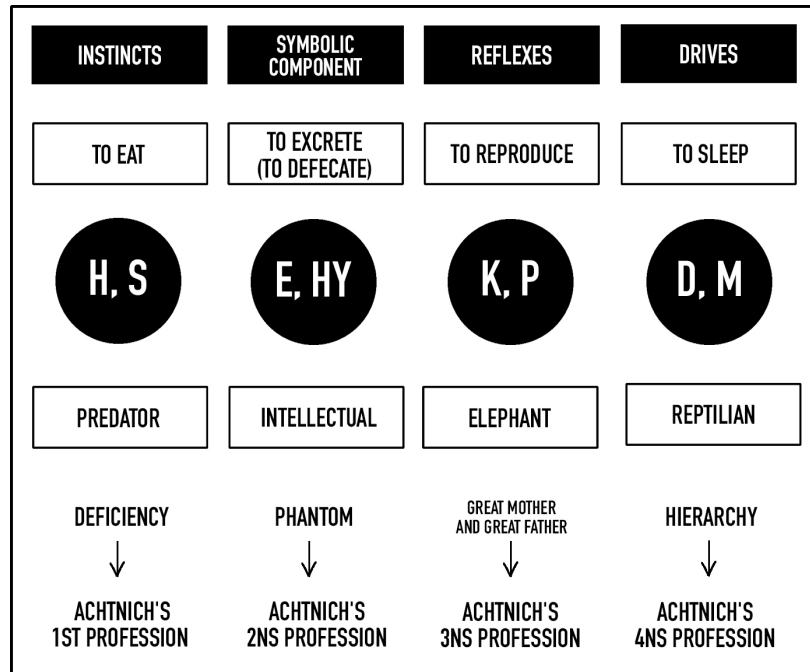 INSTINCTS
SYMBOLIC
COMPONENT
REFLEXES
DRIVES
TO EAT
TO EXCRETE
(TO DEFECATE)
TO REPRODUCE
TO SLEEP
H, S
E, HY
K, P
D, M
PREDATOR
INTELLECTUAL
ELEPHANT
REPTILIAN
DEFICIENCY
PHANTOM
GREAT MOTHER
AND GREAT FATHER
HIERARCHY
ACHTNICH'S
1ST PROFESSION
ACHTNICH'S
2NS PROFESSION
ACHTNICH'S
3NS PROFESSION
ACHTNICH'S
4NS PROFESSION